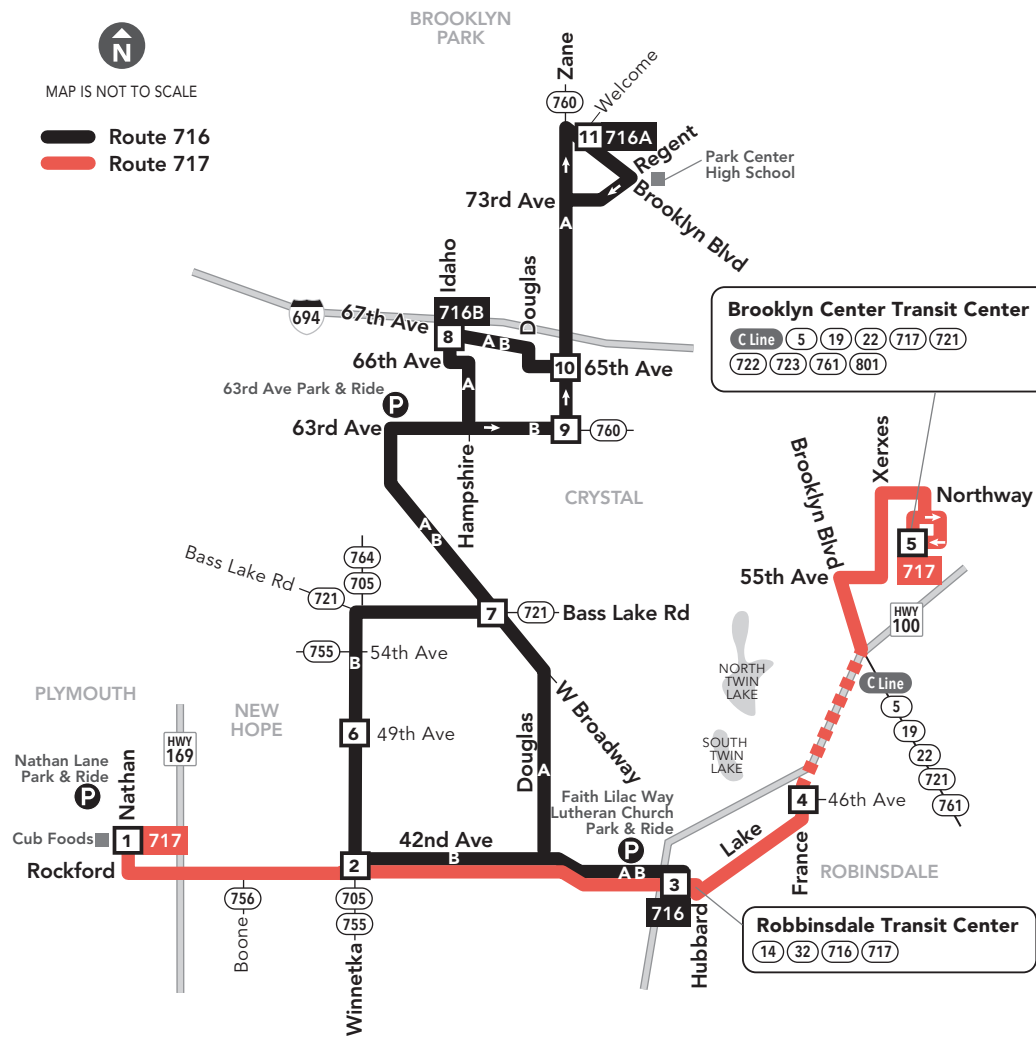 BROOKLYN
PARK
N
MAP IS NOT TO SCALE
Route 716
Route 717
Zane
760
Welcome
11
716A
Regent
Park Center
High School
73rd Ave
A
Brooklyn Blvd
694
Idaho
716B
67th Ave
8
A B
Douglas
66th Ave
A
10
65th Ave
63rd Ave Park & Ride
P
63rd Ave
B
9
760
Hampshire
CRYSTAL
A
B
Brooklyn Center Transit Center
C Line
5
19
22
717
721
722
723
761
801
Xerxes
Northway
Brooklyn Blvd
5
717
55th Ave
HWY
100
764
705
Bass Lake Rd
721
7
721
Bass Lake Rd
755
54th Ave
B
NORTH
TWIN
LAKE
C Line
5
19
22
721
761
SOUTH
TWIN
LAKE
PLYMOUTH
NEW
HOPE
HWY
169
6
49th Ave
W Broadway
Douglas
A
Nathan Lane
Park & Ride
P
Nathan
Cub Foods
1
717
Rockford
Faith Lilac Way
Lutheran Church
Park & Ride
P
4
46th Ave
42nd Ave
B
2
A B
3
716
Lake
France
ROBINSDALE
Hubbard
756
Boone
705
755
Winnetka
Robbinsdale Transit Center
14
32
716
717